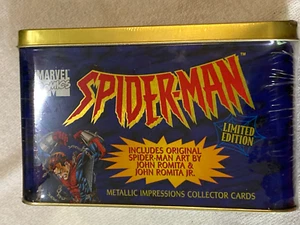 MARVEL
SPIDER-MAN
™
LIMITED
EDITION
INCLUDES ORIGINAL
SPIDER-MAN ART BY
JOHN ROMITA &
JOHN ROMITA JR.
METALLIC IMPRESSIONS COLLECTOR CARDS